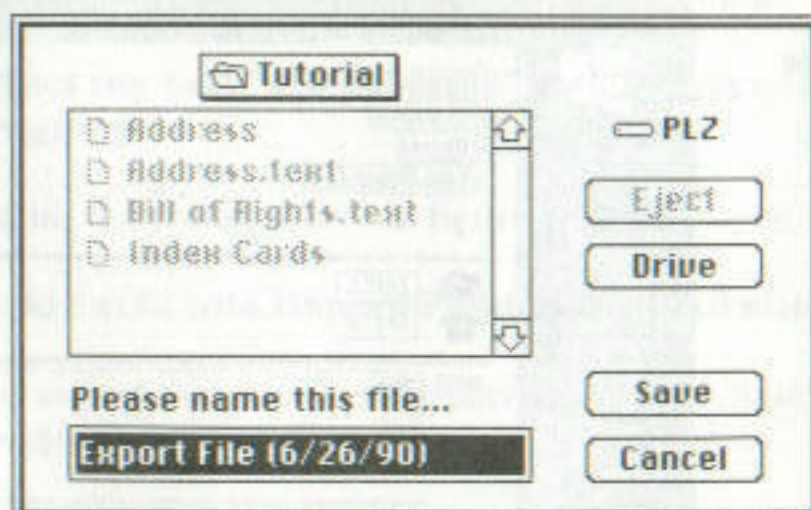 Tutorial
Address
Address.text
Bill of Rights.text
Index Cards
PLZ
Eject
Drive
Please name this file...
Export File (6/26/90)
Save
Cancel